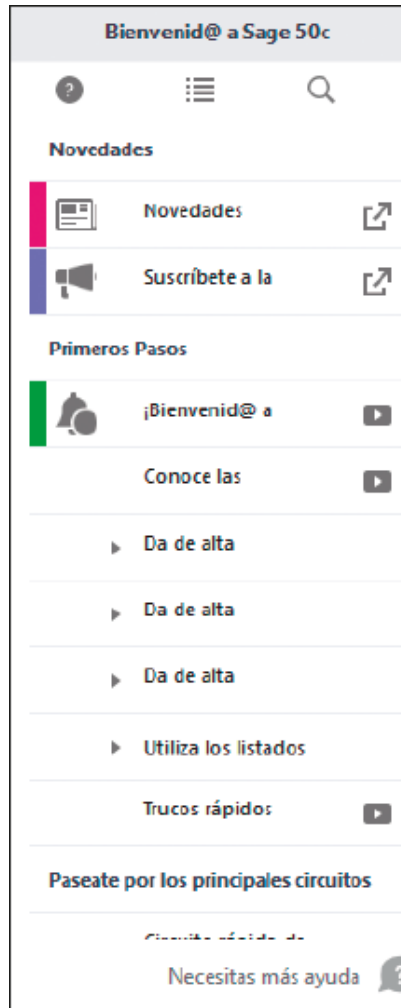 Bienvenid@ a Sage 50c
Novedades
Novedades
Suscríbete a la
Primeros Pasos
¡Bienvenid@ a
Conoce las
Da de alta
Da de alta
Da de alta
Utiliza los listados
Trucos rápidos
Paseate por los principales circuitos
Necesitas más ayuda